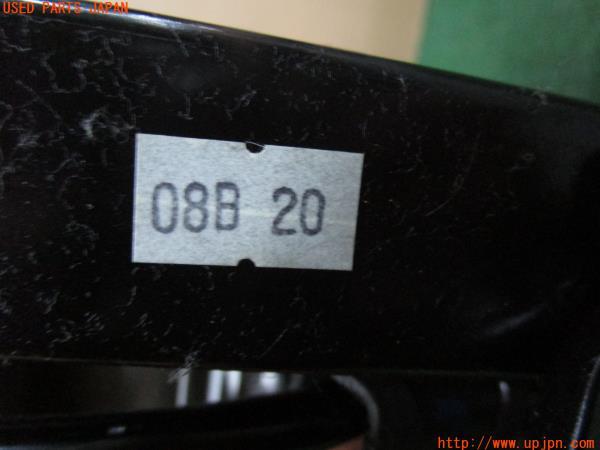 USED PARTS JAPAN
08B 20
http://www.upjpn.com/